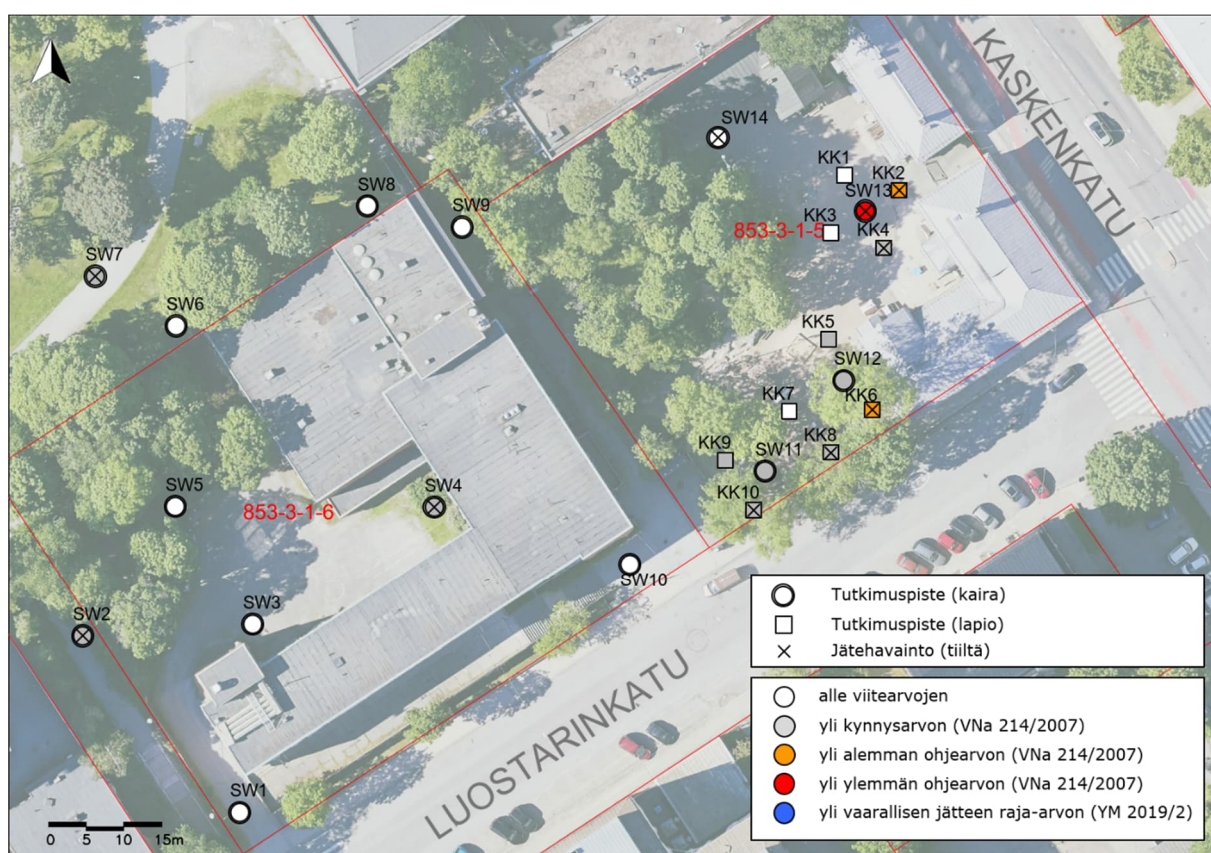 KASKENKATU
SW14
KK1
KK2
SW13
SW8
SW9
KK3
853-3-1-5
KK4
SW7
SW6
KK5
SW12
KK7
KK6
KK9
SW11
KK8
SW4
SW5
853-3-1-6
KK10
SW10
SW2
SW3
LUOSTARINKATU
SW1
0 5 10 15m
Tutkimuspiste (kaira)
Tutkimuspiste (lapio)
Jätehavainto (tiiltä)
alle viitearvojen
yli kynnysarvon (VNa 214/2007)
yli alemman ohjearvon (VNa 214/2007)
yli ylemmän ohjearvon (VNa 214/2007)
yli vaarallisen jätteen raja-arvon (YM 2019/2)